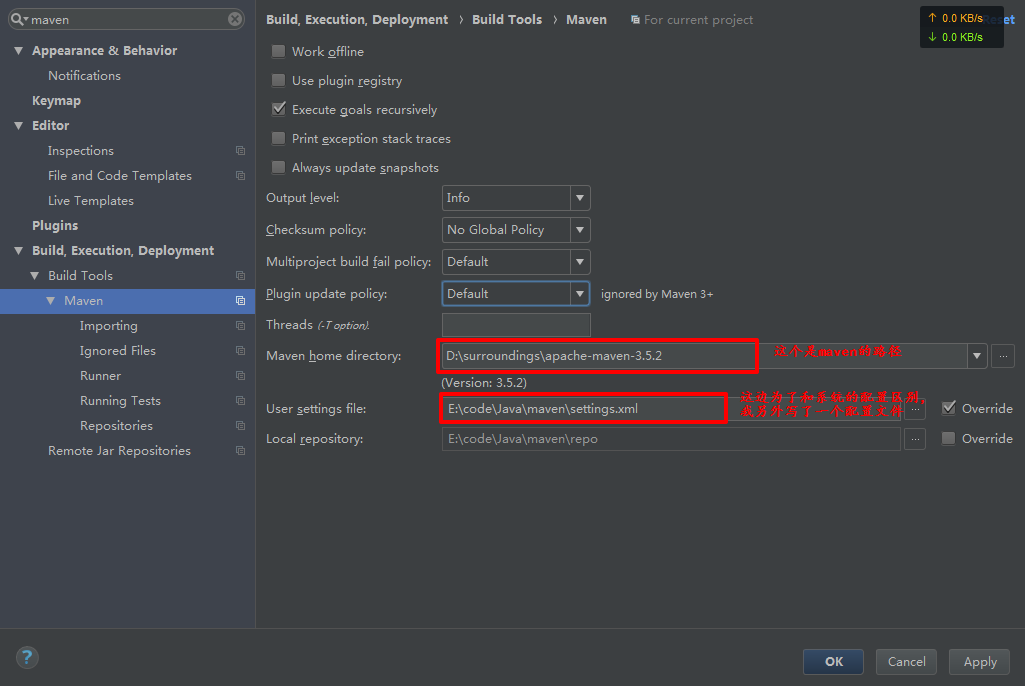 maven
Appearance & Behavior
Notifications
Keymap
Editor
Inspections
File and Code Templates
Live Templates
Plugins
Build, Execution, Deployment
Build Tools
Maven
Importing
Ignored Files
Runner
Running Tests
Repositories
Remote Jar Repositories
?
Build, Execution, Deployment › Build Tools › Maven For current project
↑ 0.0 KB/s
↓ 0.0 KB/s
Work offline
Use plugin registry
Execute goals recursively
Print exception stack traces
Always update snapshots
Output level: Info
Checksum policy: No Global Policy
Multiproject build fail policy: Default
Plugin update policy: Default ignored by Maven 3+
Threads (-T option).
Maven home directory: D:\surroundings\apache-maven-3.5.2 这个是maven的路径 ...
(Version: 3.5.2)
这边为了和系统的配置区别,
User settings file: E:\code\Java\maven\settings.xml 我另外写了一个配置文件 ... Override
Local repository: E:\code\Java\maven\repo ... Override
OK Cancel Apply